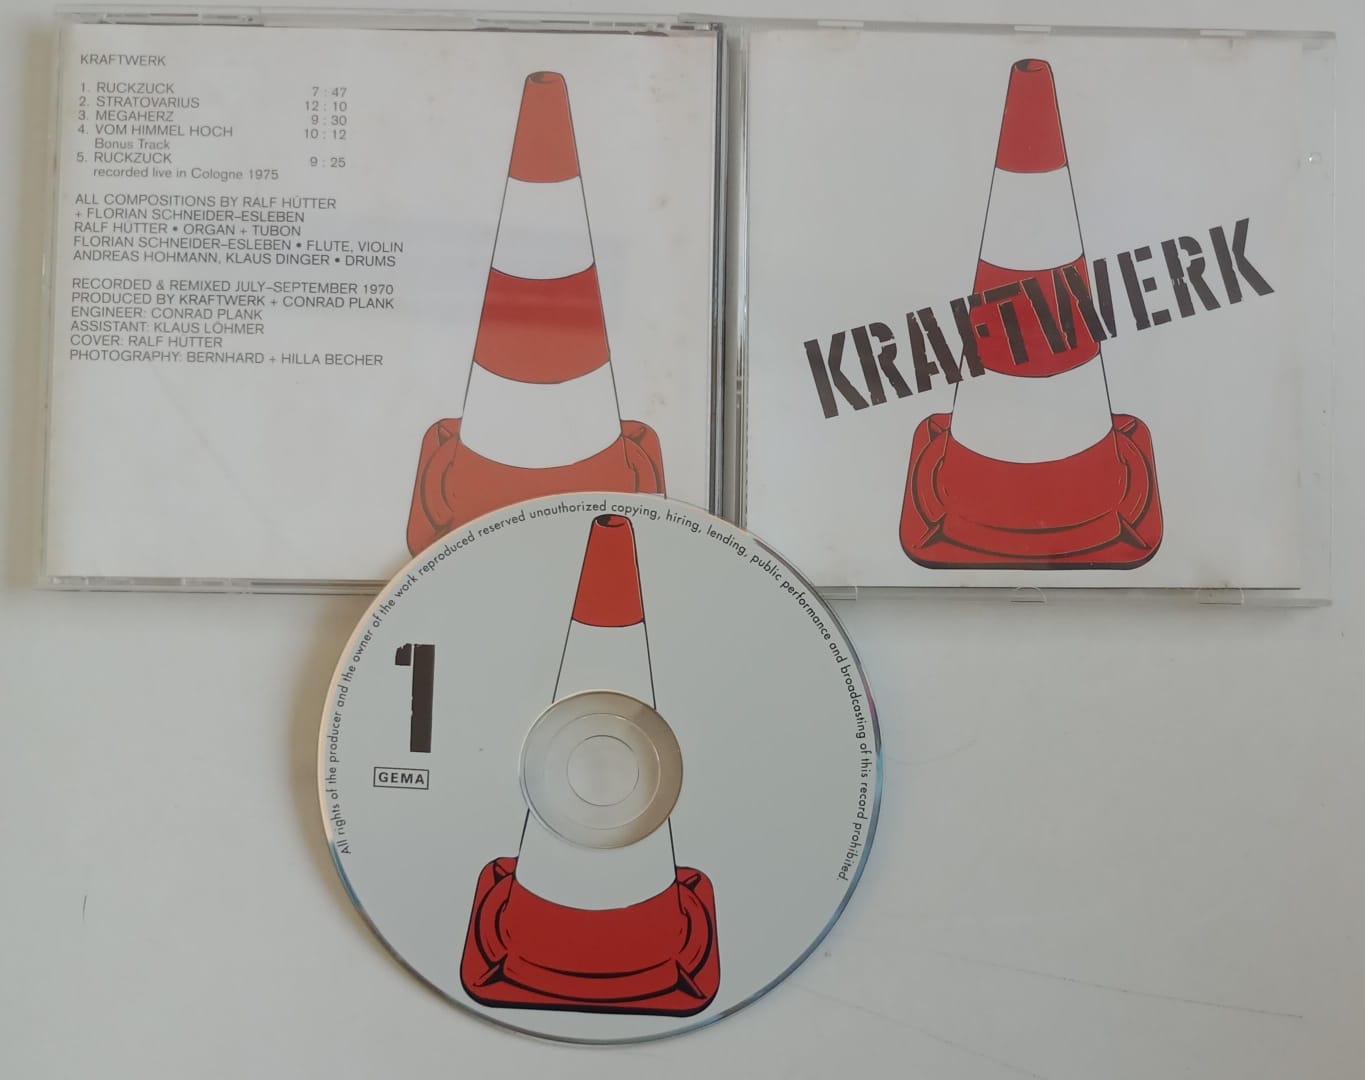 KRAFTWERK
1. RUCKZUCK 7 : 47
2. STRATOVARIUS 12 : 10
3. MEGAHERZ 9 : 30
4. VOM HIMMEL HOCH 10 : 12
Bonus Track
5. RUCKZUCK 9 : 25
recorded live in Cologne 1975
ALL COMPOSITIONS BY RALF HÜTTER
+ FLORIAN SCHNEIDER–ESLEBEN
RALF HÜTTER • ORGAN + TUBON
FLORIAN SCHNEIDER–ESLEBEN • FLUTE, VIOLIN
ANDREAS HOHMANN, KLAUS DINGER • DRUMS
RECORDED & REMIXED JULY–SEPTEMBER 1970
PRODUCED BY KRAFTWERK + CONRAD PLANK
ENGINEER: CONRAD PLANK
ASSISTANT: KLAUS LÖHMER
COVER: RALF HÜTTER
PHOTOGRAPHY: BERNHARD + HILLA BECHER
KRAFTWERK
All rights of the producer and the owner of the work reproduced reserved unauthorized copying, hiring, lending, public performance and broadcasting of this record prohibited.
1
GEMA